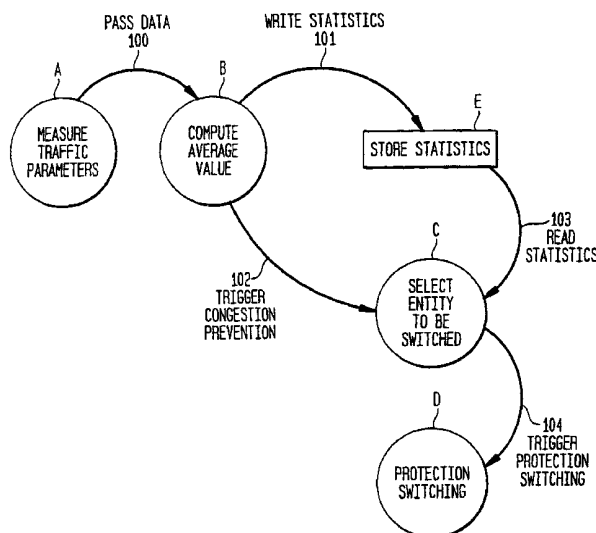 PASS DATA
100
WRITE STATISTICS
101
A
B
E
MEASURE
TRAFFIC
PARAMETERS
COMPUTE
AVERAGE
VALUE
STORE STATISTICS
103
READ
STATISTICS
C
102
TRIGGER
CONGESTION
PREVENTION
SELECT
ENTITY
TO BE
SWITCHED
D
104
TRIGGER
PROTECTION
SWITCHING
PROTECTION
SWITCHING